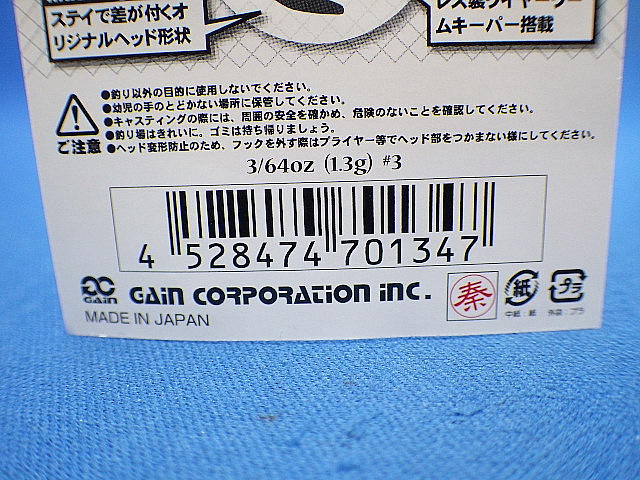 ステイで差が付くオ
リジナルヘッド形状
ムキーパー搭載
●釣り以外の目的に使用しないでください。
●幼児の手のとどかない場所に保管してください。
●キャスティングの際には、周囲の安全を確かめ、危険のないことを確認してください。
●釣り場はきれいに。ゴミは持ち帰りましょう。
●ヘッド変形防止のため、フックを外す際はプライヤー等でヘッド部をつかまない様にしてください。
ご注意
3/64oz (1.3g) #3
4 528474 701347
GAIN
GAIN CORPORATION INC.
MADE IN JAPAN
秦
紙
プラ
中紙：紙
外袋：プラ